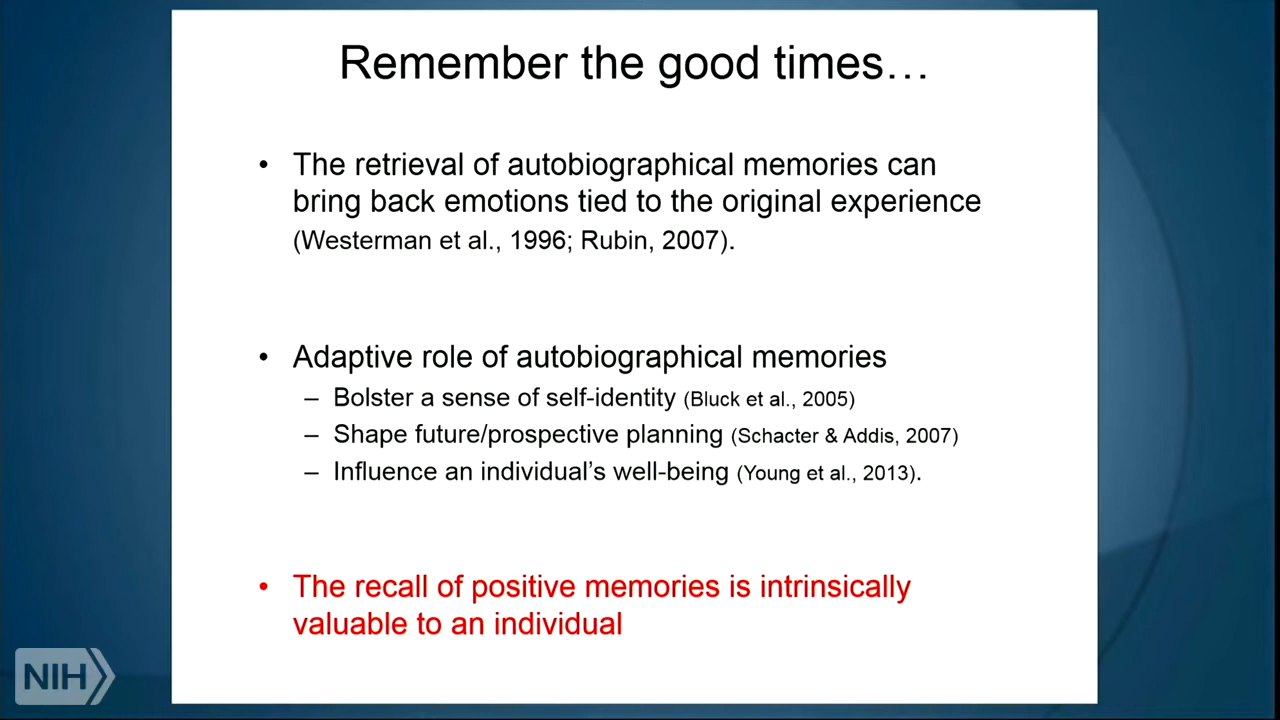 Remember the good times…
• The retrieval of autobiographical memories can
bring back emotions tied to the original experience
(Westerman et al., 1996; Rubin, 2007).
• Adaptive role of autobiographical memories
– Bolster a sense of self-identity (Bluck et al., 2005)
– Shape future/prospective planning (Schacter & Addis, 2007)
– Influence an individual’s well-being (Young et al., 2013).
• The recall of positive memories is intrinsically
valuable to an individual
NIH